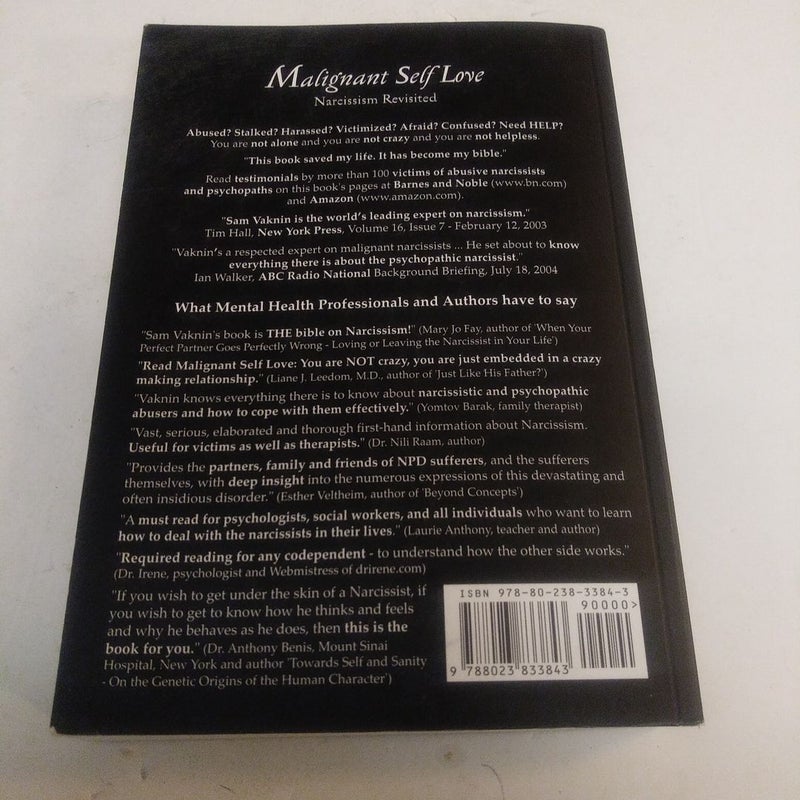 Malignant Self Love
Narcissism Revisited
Abused? Stalked? Harassed? Victimized? Afraid? Confused? Need HELP?
You are not alone and you are not crazy and you are not helpless.
"This book saved my life. It has become my bible."
Read testimonials by more than 100 victims of abusive narcissists
and psychopaths on this book's pages at Barnes and Noble (www.bn.com)
and Amazon (www.amazon.com).
"Sam Vaknin is the world's leading expert on narcissism."
Tim Hall, New York Press, Volume 16, Issue 7 - February 12, 2003
"Vaknin's a respected expert on malignant narcissists ... He set about to know
everything there is about the psychopathic narcissist."
Ian Walker, ABC Radio National Background Briefing, July 18, 2004
What Mental Health Professionals and Authors have to say
"Sam Vaknin's book is THE bible on Narcissism!" (Mary Jo Fay, author of 'When Your
Perfect Partner Goes Perfectly Wrong - Loving or Leaving the Narcissist in Your Life')
"Read Malignant Self Love: You are NOT crazy, you are just embedded in a crazy
making relationship." (Liane J. Leedom, M.D., author of 'Just Like His Father?')
"Vaknin knows everything there is to know about narcissistic and psychopathic
abusers and how to cope with them effectively." (Yomtov Barak, family therapist)
"Vast, serious, elaborated and thorough first-hand information about Narcissism.
Useful for victims as well as therapists." (Dr. Nili Raam, author)
"Provides the partners, family and friends of NPD sufferers, and the sufferers
themselves, with deep insight into the numerous expressions of this devastating and
often insidious disorder." (Esther Veltheim, author of 'Beyond Concepts')
"A must read for psychologists, social workers, and all individuals who want to learn
how to deal with the narcissists in their lives." (Laurie Anthony, teacher and author)
"Required reading for any codependent - to understand how the other side works."
(Dr. Irene, psychologist and Webmistress of drirene.com)
"If you wish to get under the skin of a Narcissist, if
you wish to get to know how he thinks and feels
and why he behaves as he does, then this is the
book for you." (Dr. Anthony Benis, Mount Sinai
Hospital, New York and author 'Towards Self and Sanity
- On the Genetic Origins of the Human Character')
ISBN 978-80-238-3384-3
90000>
9 788023 833843